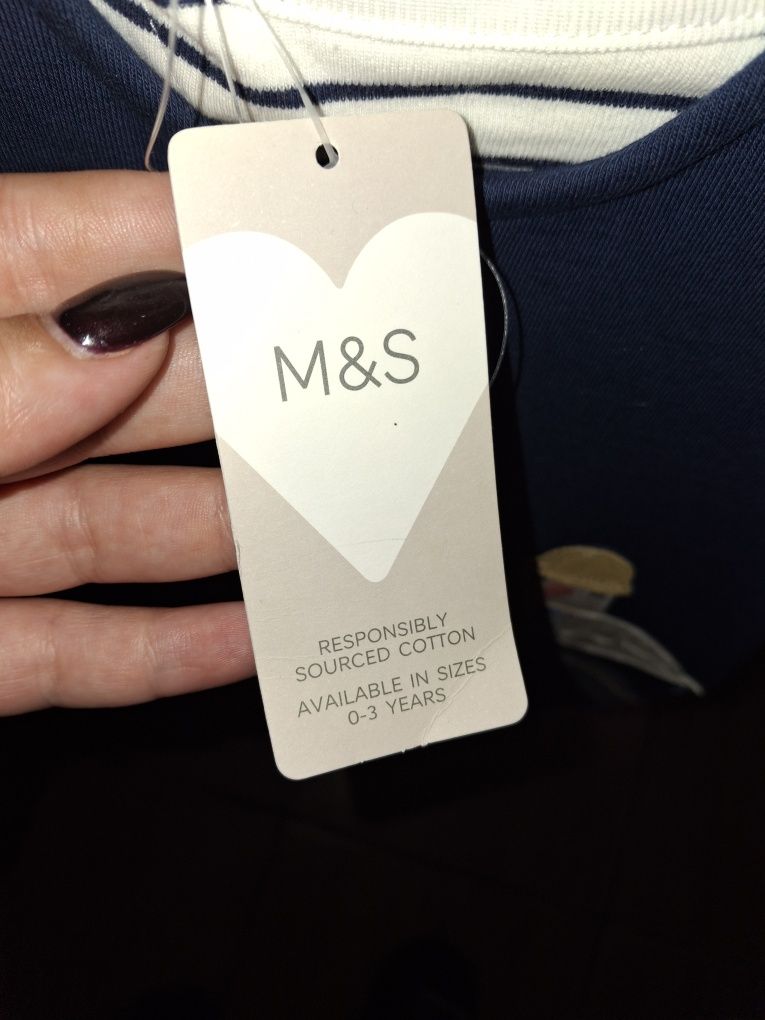 M&S
RESPONSIBLY
SOURCED COTTON
AVAILABLE IN SIZES
0-3 YEARS